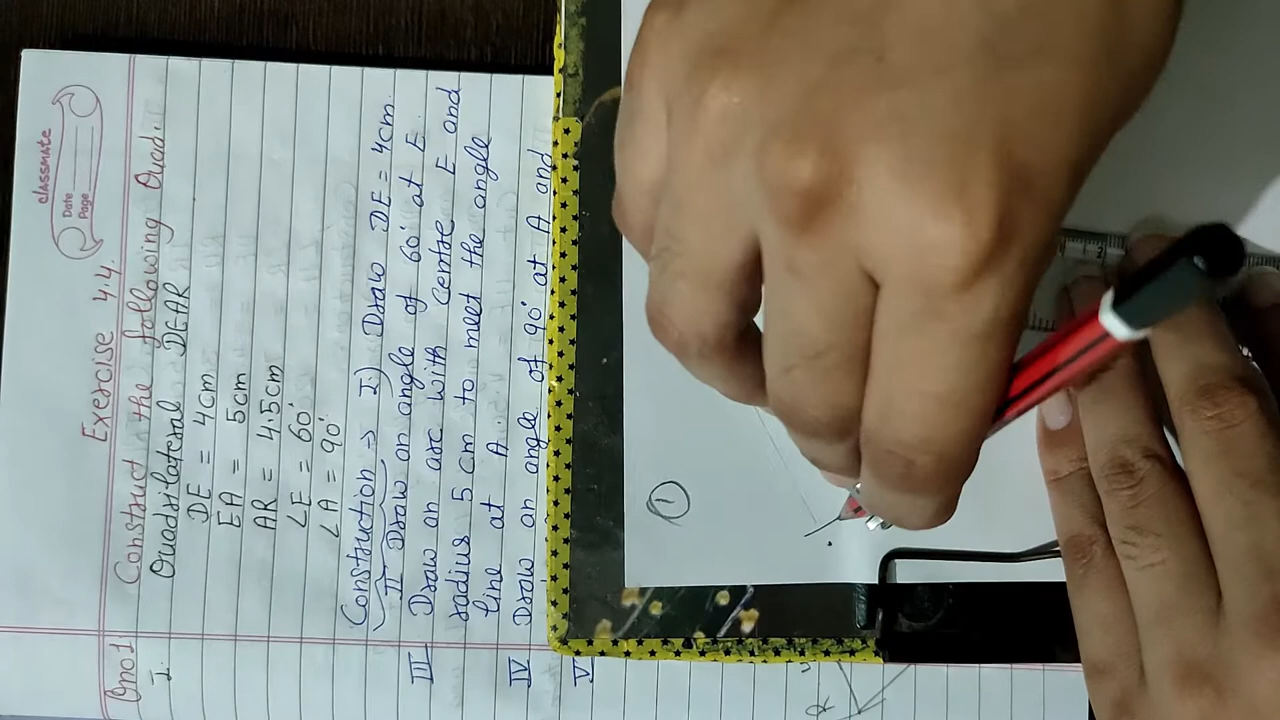 classmate
Date
Page
Exercise 4.4.
Qno1 Construct the following Quad.
I. Quadrilateral DEAR
DE = 4cm
EA = 5cm
AR = 4.5cm
∠E = 60°
∠A = 90°
Construction ⇒ I) Draw DE = 4cm.
II Draw an angle of 60° at E.
III Draw an arc with centre E and
radius 5cm to meet the angle
line at A.
IV Draw an angle of 90° at A and
V
1
R